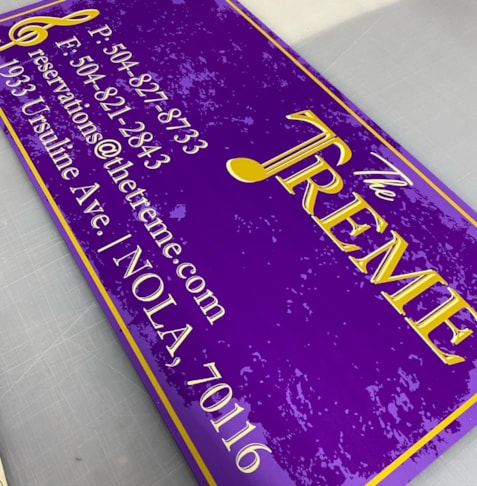 The
TREME
P: 504-827-8733
F: 504-821-2843
reservations@thetreme.com
1933 Ursuline Ave. | NOLA, 70116